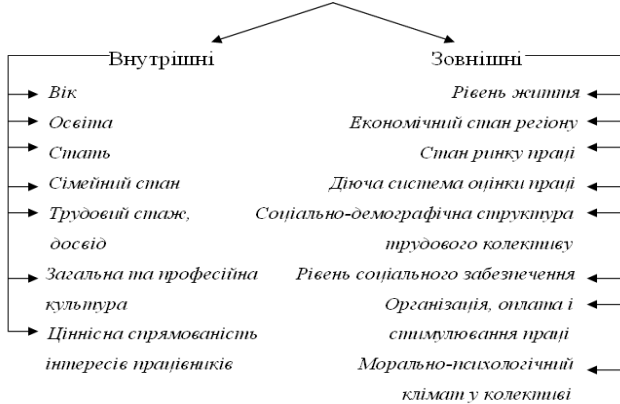 Внутрішні
Вік
Освіта
Стать
Сімейний стан
Трудовий стаж,
досвід
Загальна та професійна
культура
Ціннісна спрямованість
інтересів працівників
Зовнішні
Рівень життя
Економічний стан регіону
Стан ринку праці
Діюча система оцінки праці
Соціально-демографічна структура
трудового колективу
Рівень соціального забезпечення
Організація, оплата і
стимулювання праці
Морально-психологічний
клімат у колективі